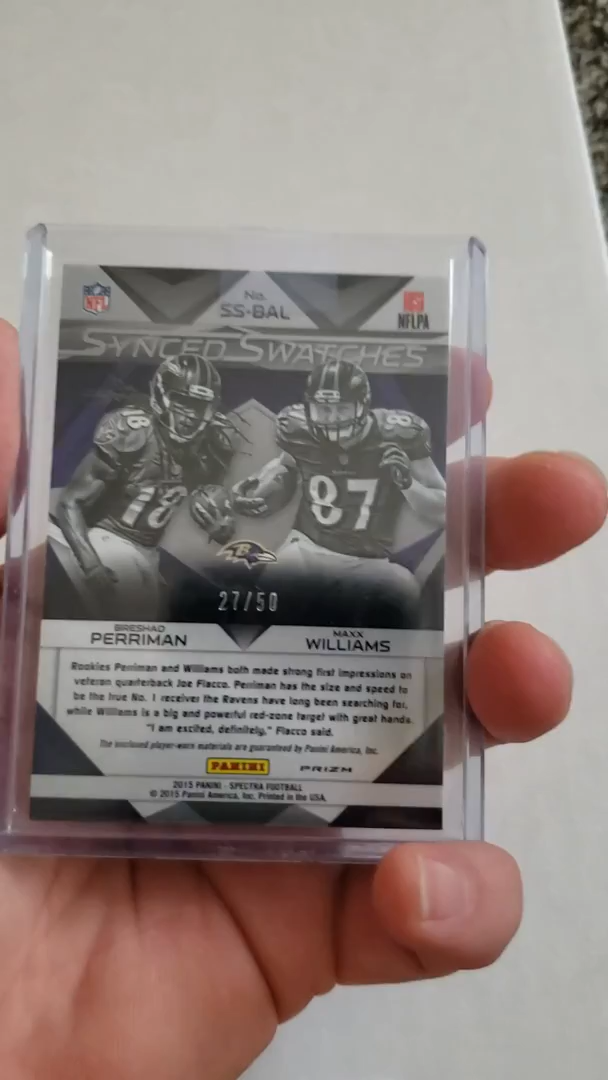 NFL
No.
SS-BAL
NFLPA
SYNCED SWATCHES
18
18
87
87
B
27/50
BRESHAD
PERRIMAN
MAXX
WILLIAMS
Rookies Perriman and Williams both made strong first impressions on
veteran quarterback Joe Flacco. Perriman has the size and speed to
be the true No. 1 receiver the Ravens have long been searching for,
while Williams is a big and powerful red-zone target with great hands.
"I am excited, definitely," Flacco said.
The enclosed player-worn materials are guaranteed by Panini America, Inc.
PANINI
PRIZM
2015 PANINI - SPECTRA FOOTBALL
© 2015 Panini America, Inc. Printed in the USA.